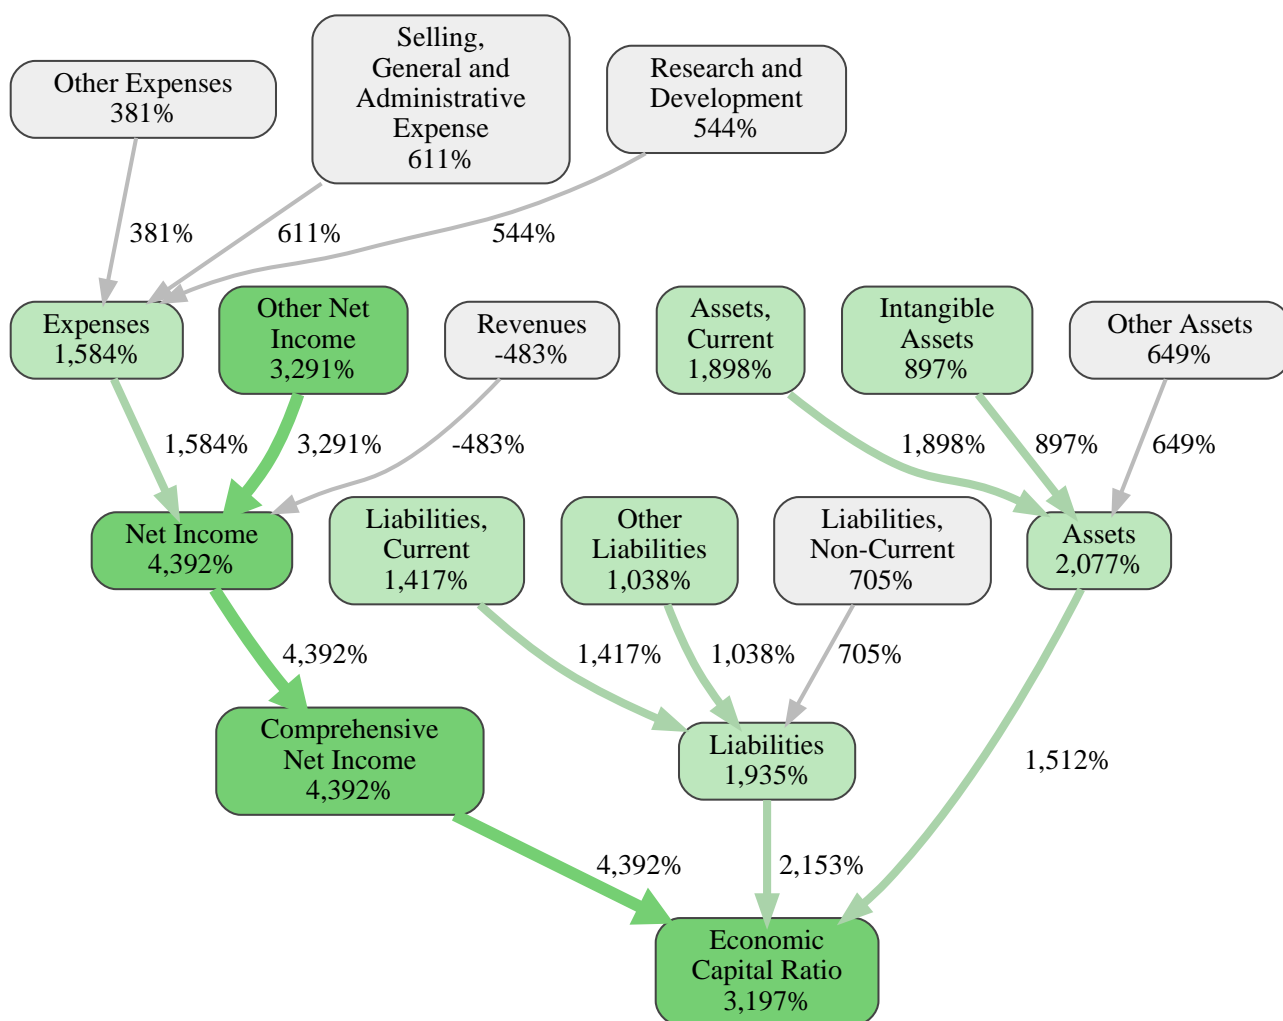 Other Expenses
381%
Selling,
General and
Administrative
Expense
611%
Research and
Development
544%
381%
611%
544%
Expenses
1,584%
Other Net
Income
3,291%
Revenues
-483%
Assets,
Current
1,898%
Intangible
Assets
897%
Other Assets
649%
1,584%
3,291%
-483%
1,898%
897%
649%
Net Income
4,392%
Liabilities,
Current
1,417%
Other
Liabilities
1,038%
Liabilities,
Non-Current
705%
Assets
2,077%
4,392%
1,417%
1,038%
705%
Comprehensive
Net Income
4,392%
Liabilities
1,935%
1,512%
4,392%
2,153%
Economic
Capital Ratio
3,197%